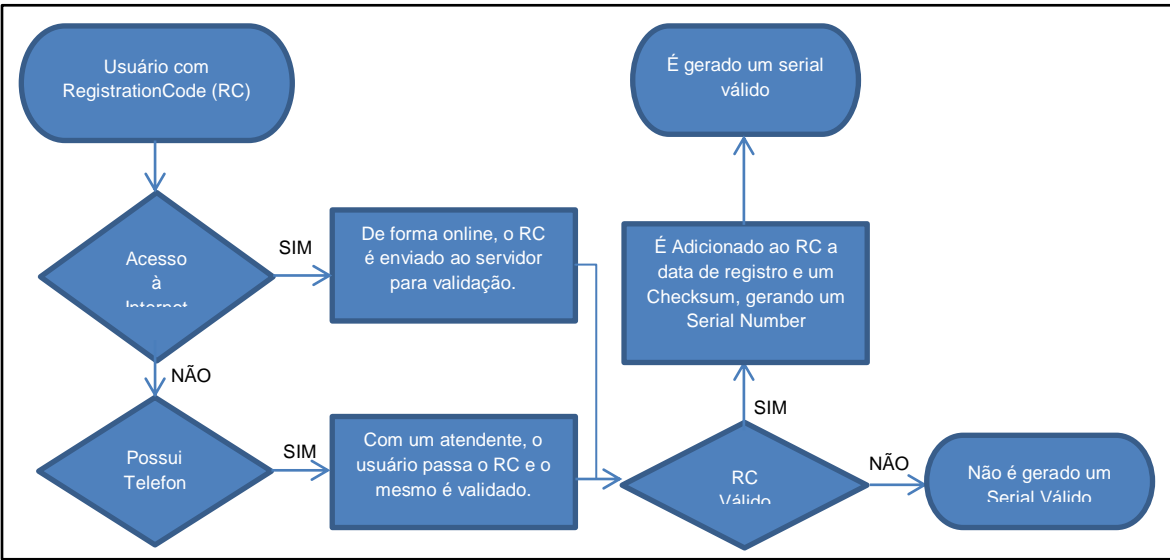 Usuário com
RegistrationCode (RC)
Acesso
à
Internet
SIM
De forma online, o RC
é enviado ao servidor
para validação.
NÃO
Possui
Telefon
SIM
Com um atendente, o
usuário passa o RC e o
mesmo é validado.
RC
Válido
SIM
É Adicionado ao RC a
data de registro e um
Checksum, gerando um
Serial Number
É gerado um serial
válido
NÃO
Não é gerado um
Serial Válido